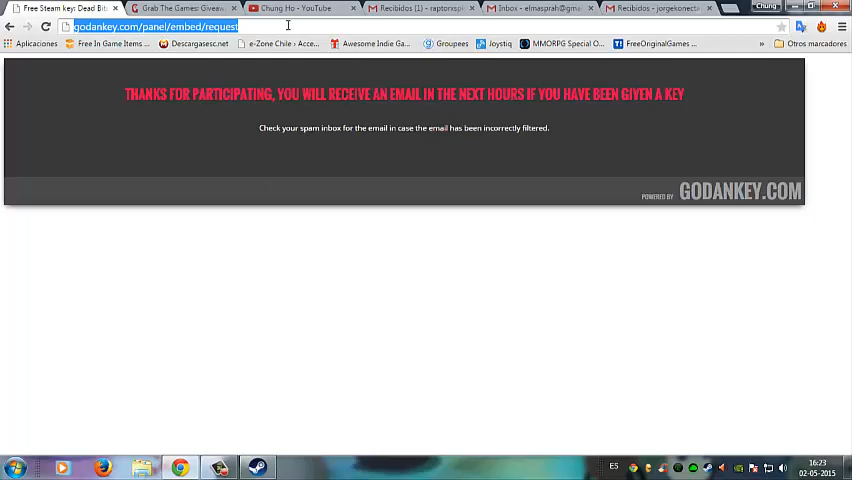 Free Steam key: Dead Bit
Grab The Games: Giveaw
Chung Ho - YouTube
Recibidos (1) - raptorrspi
Inbox - elmasprah@gme
Recibidos - jorgekonect
Chung
godankey.com/panel/embed/request
Aplicaciones
Free In Game Items ...
Descargasesc.net
e-Zone Chile › Acce...
Awesome Indie Ga...
Groupees
Joystiq
MMORPG Special O...
FreeOriginalGames ...
»
Otros marcadores
THANKS FOR PARTICIPATING, YOU WILL RECEIVE AN EMAIL IN THE NEXT HOURS IF YOU HAVE BEEN GIVEN A KEY
Check your spam inbox for the email in case the email has been incorrectly filtered.
POWERED BY GODANKEY.COM
ES
16:23
02-05-2015